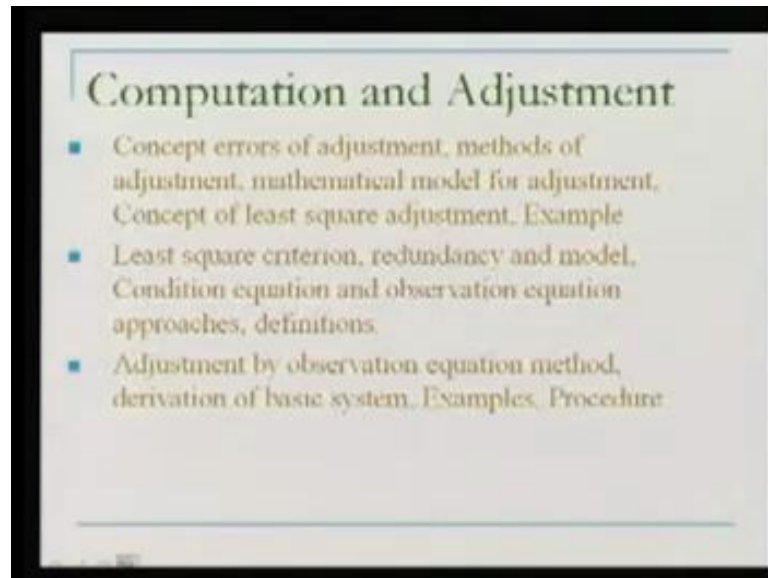 Computation and Adjustment
Concept errors of adjustment, methods of
adjustment, mathematical model for adjustment,
Concept of least square adjustment, Example
Least square criterion, redundancy and model,
Condition equation and observation equation
approaches, definitions.
Adjustment by observation equation method,
derivation of basic system, Examples, Procedure